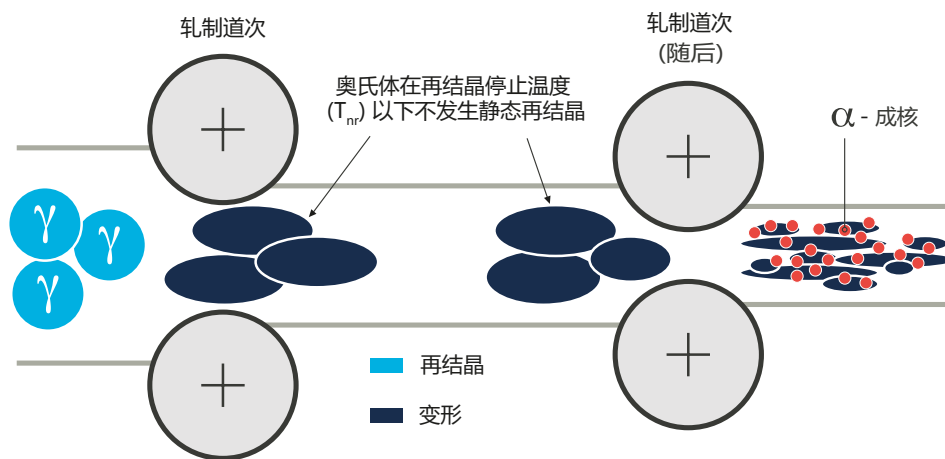 轧制道次
轧制道次
(随后)
奥氏体在再结晶停止温度
(Tnr) 以下不发生静态再结晶
α - 成核
γ
γ
γ
再结晶
变形